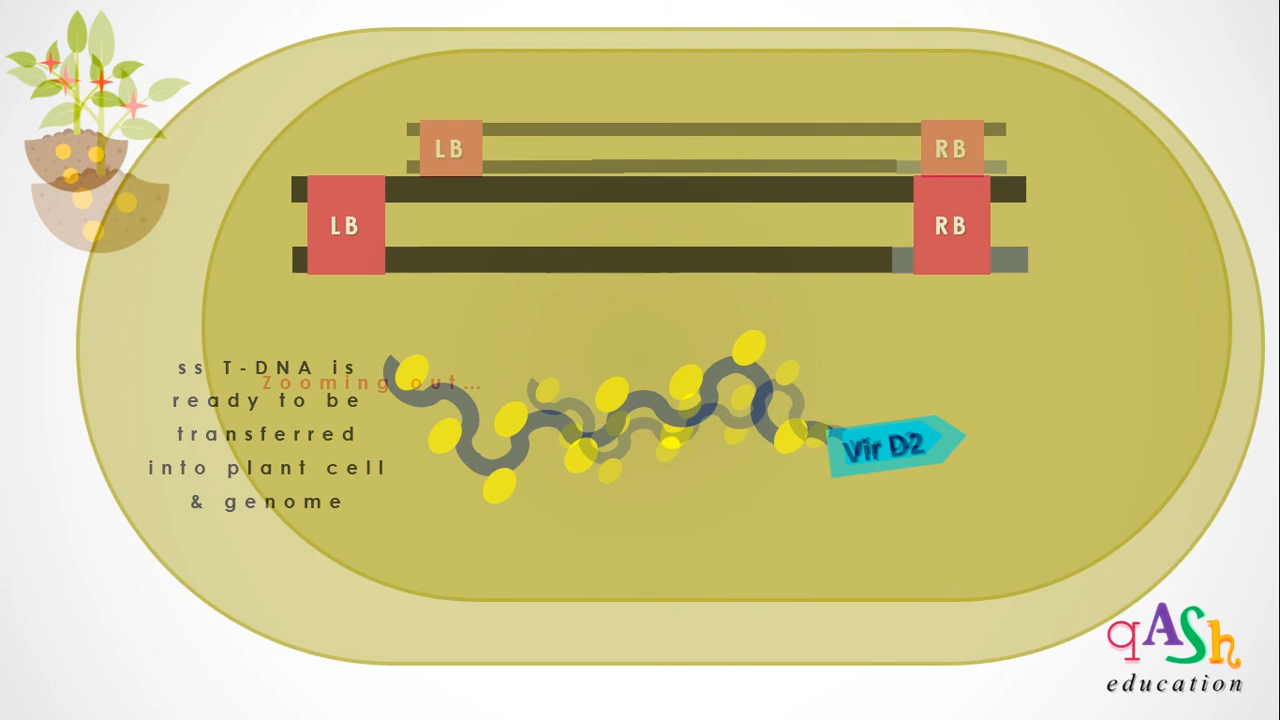 LB RB
LB RB
ss T-DNA is
Zooming out...
ready to be
transferred
into plant cell
& genome
Vir D2
qASh
education